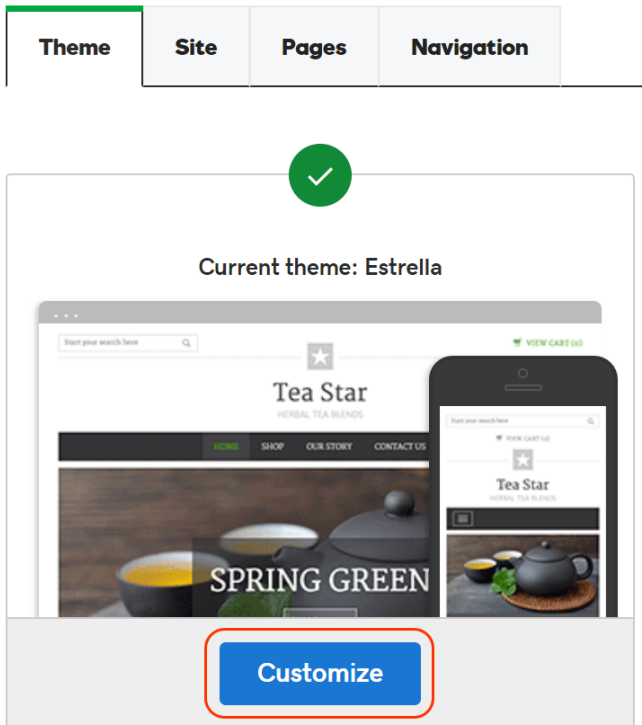 Theme Site Pages Navigation
Current theme: Estrella
Start your search here
VIEW CART (0)
Tea Star
HERBAL TEA BLENDS
HOME SHOP OUR STORY CONTACT US
SPRING GREEN
Start your search here
VIEW CART (0)
Tea Star
HERBAL TEA BLENDS
Customize